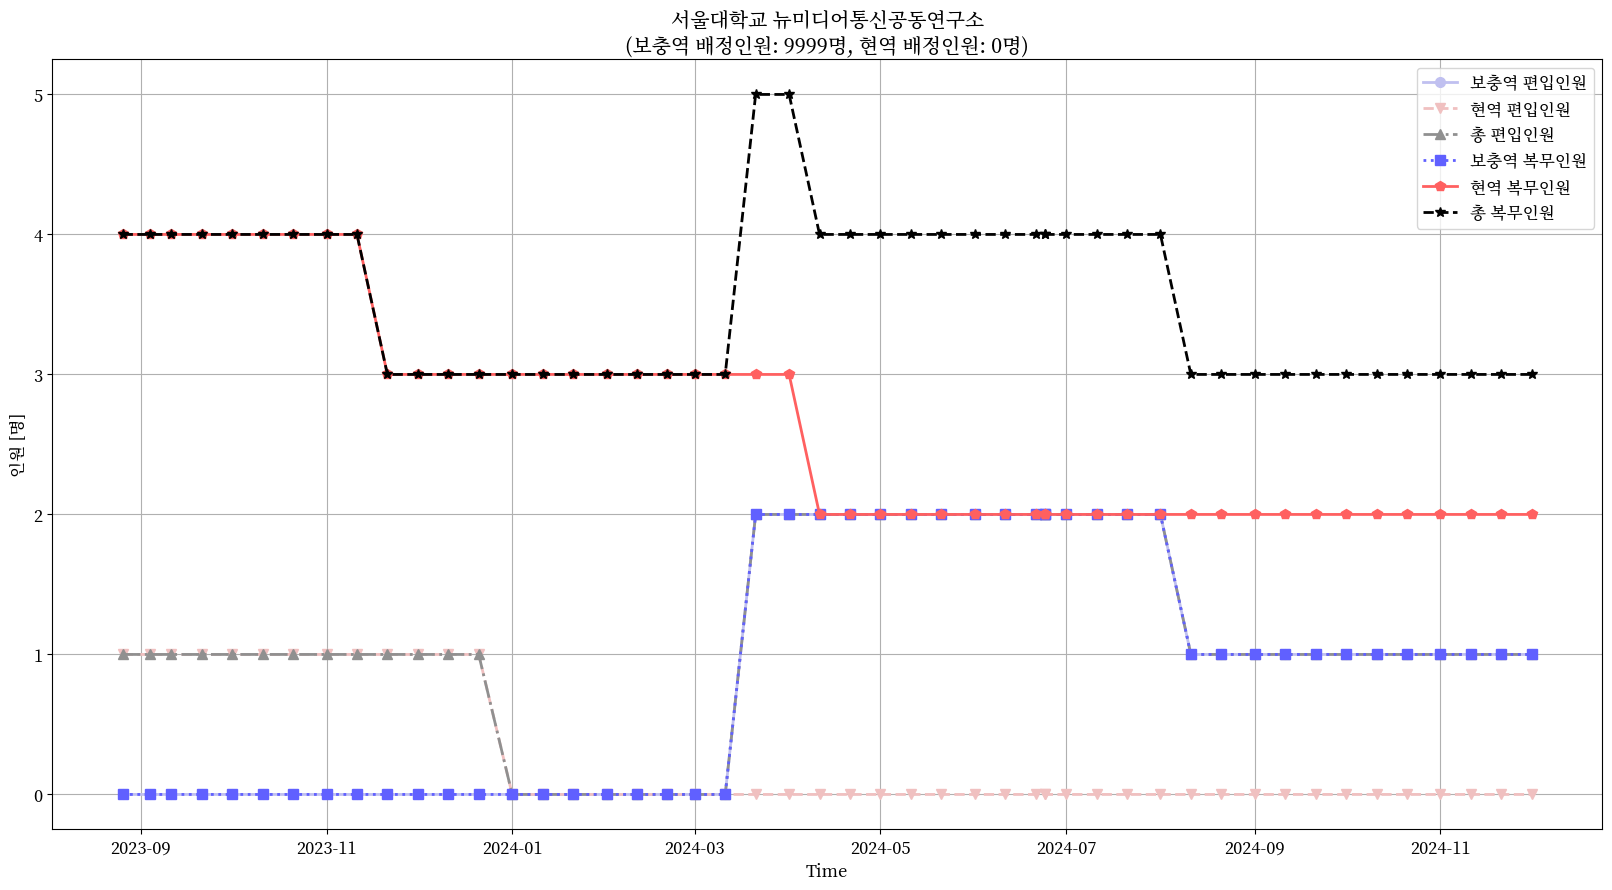 서울대학교 뉴미디어통신공동연구소
(보충역 배정인원: 9999명, 현역 배정인원: 0명)
보충역 편입인원
현역 편입인원
총 편입인원
보충역 복무인원
현역 복무인원
총 복무인원
인원 [명]
5
4
3
2
1
0
2023-09
2023-11
2024-01
2024-03
2024-05
2024-07
2024-09
2024-11
Time